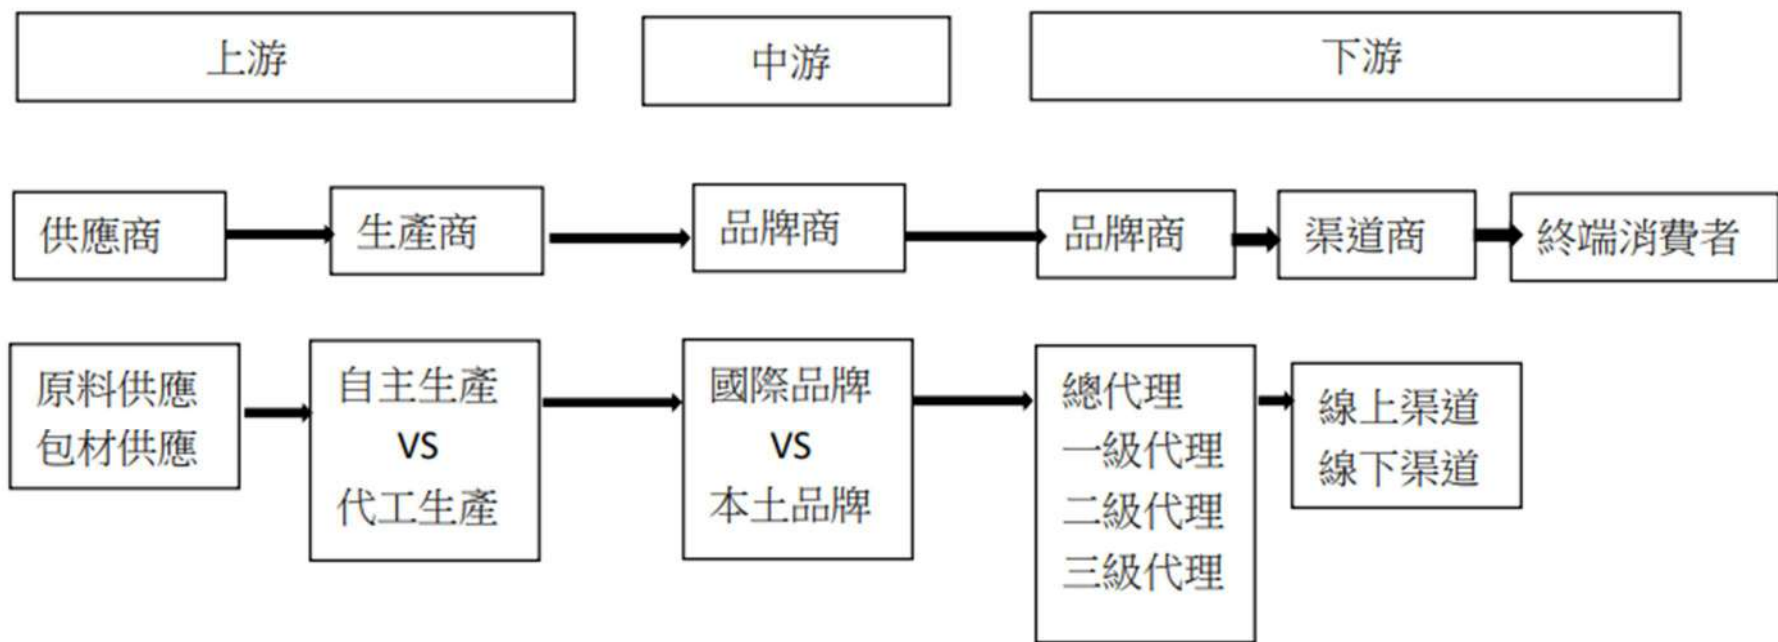 上游
中游
下游
供應商
生產商
品牌商
品牌商
渠道商
終端消費者
原料供應
包材供應
自主生產
VS
代工生產
國際品牌
VS
本土品牌
總代理
一級代理
二級代理
三級代理
線上渠道
線下渠道